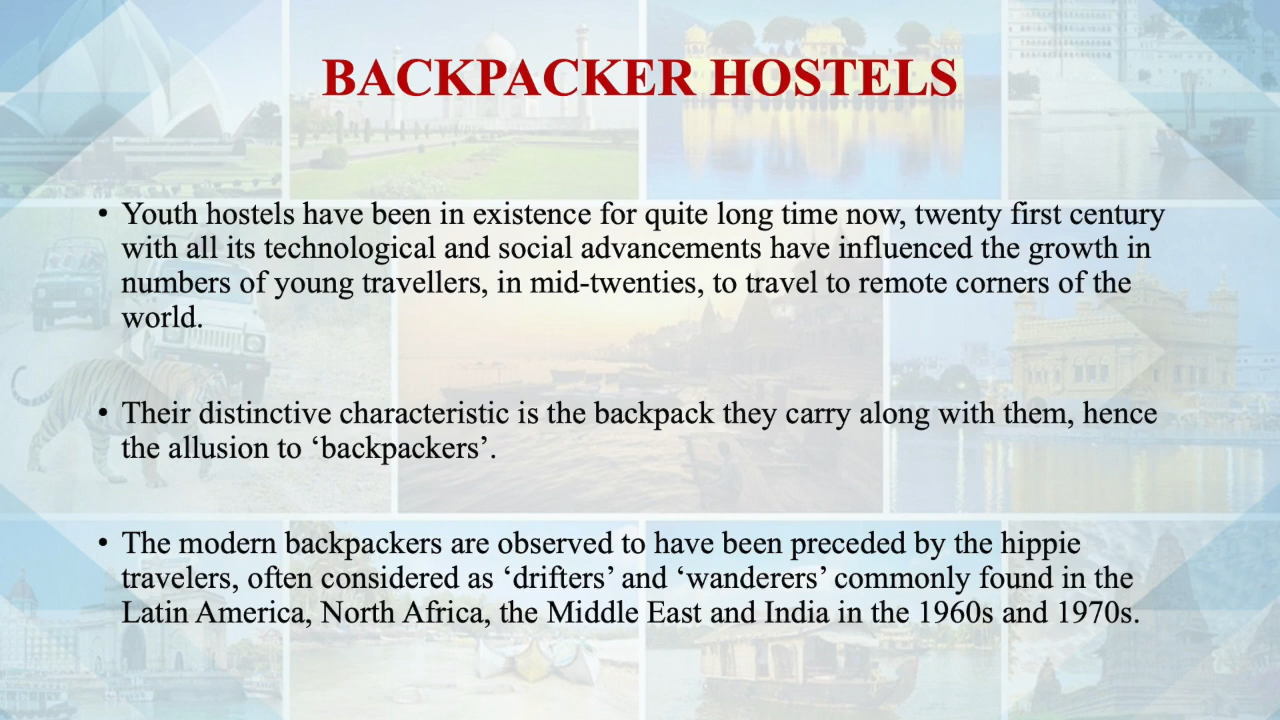 BACKPACKER HOSTELS
• Youth hostels have been in existence for quite long time now, twenty first century
with all its technological and social advancements have influenced the growth in
numbers of young travellers, in mid-twenties, to travel to remote corners of the
world.
• Their distinctive characteristic is the backpack they carry along with them, hence
the allusion to ‘backpackers’.
• The modern backpackers are observed to have been preceded by the hippie
travelers, often considered as ‘drifters’ and ‘wanderers’ commonly found in the
Latin America, North Africa, the Middle East and India in the 1960s and 1970s.